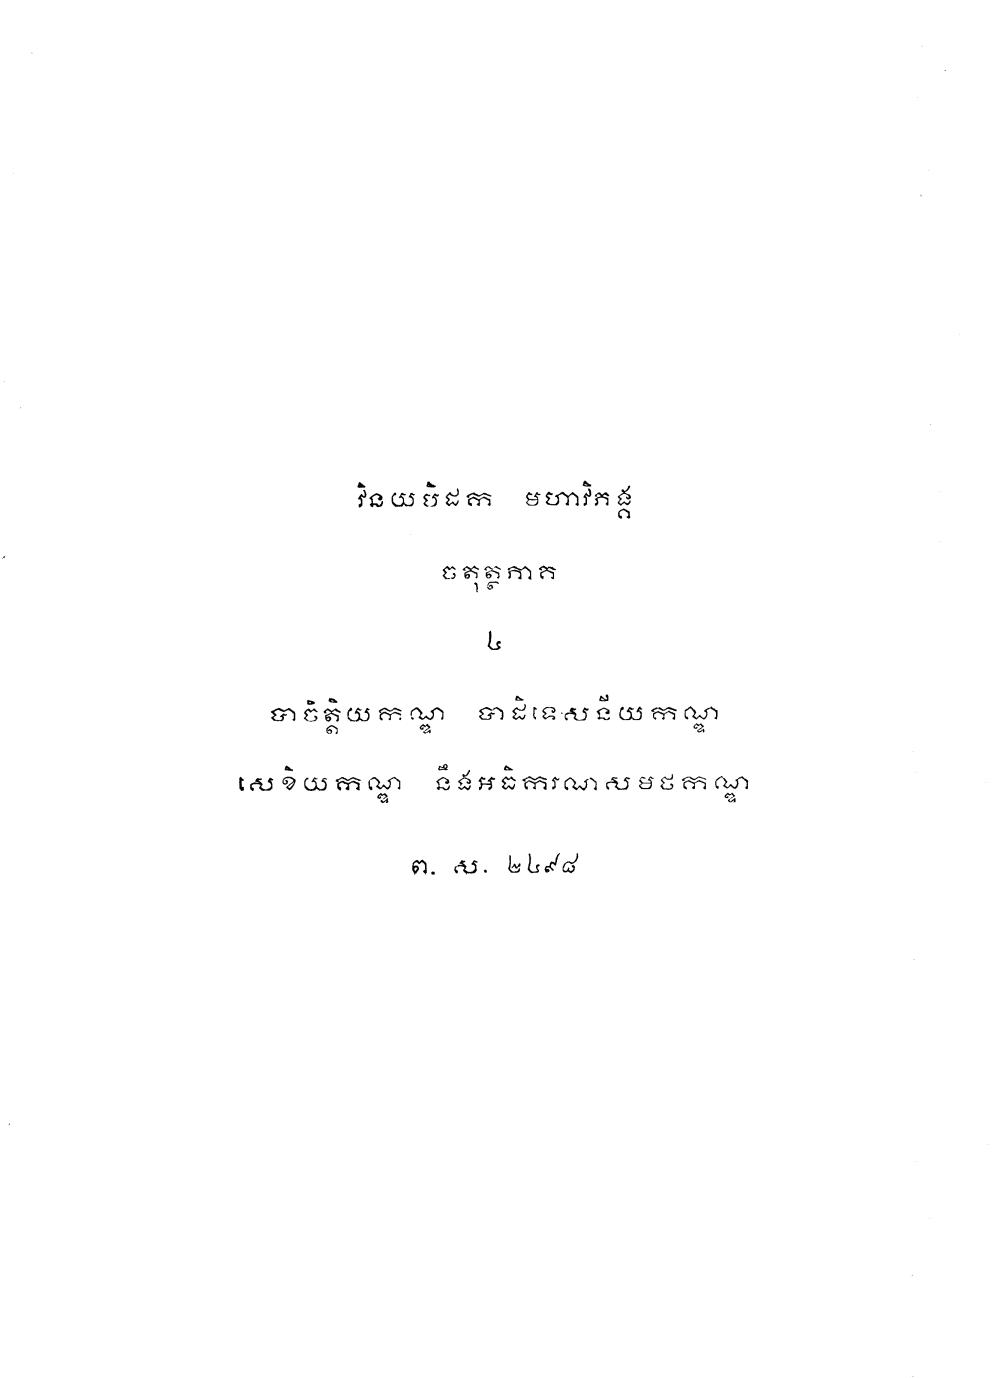 វិនយបិដក មហាវិភង្គ
ចតុត្ថភាគ
៤
បាចិត្តិយកណ្ឌ បាដិទេសនីយកណ្ឌ
សេខិយកណ្ឌ នឹងអធិករណសមថកណ្ឌ
ព. ស. ២៤៩៨